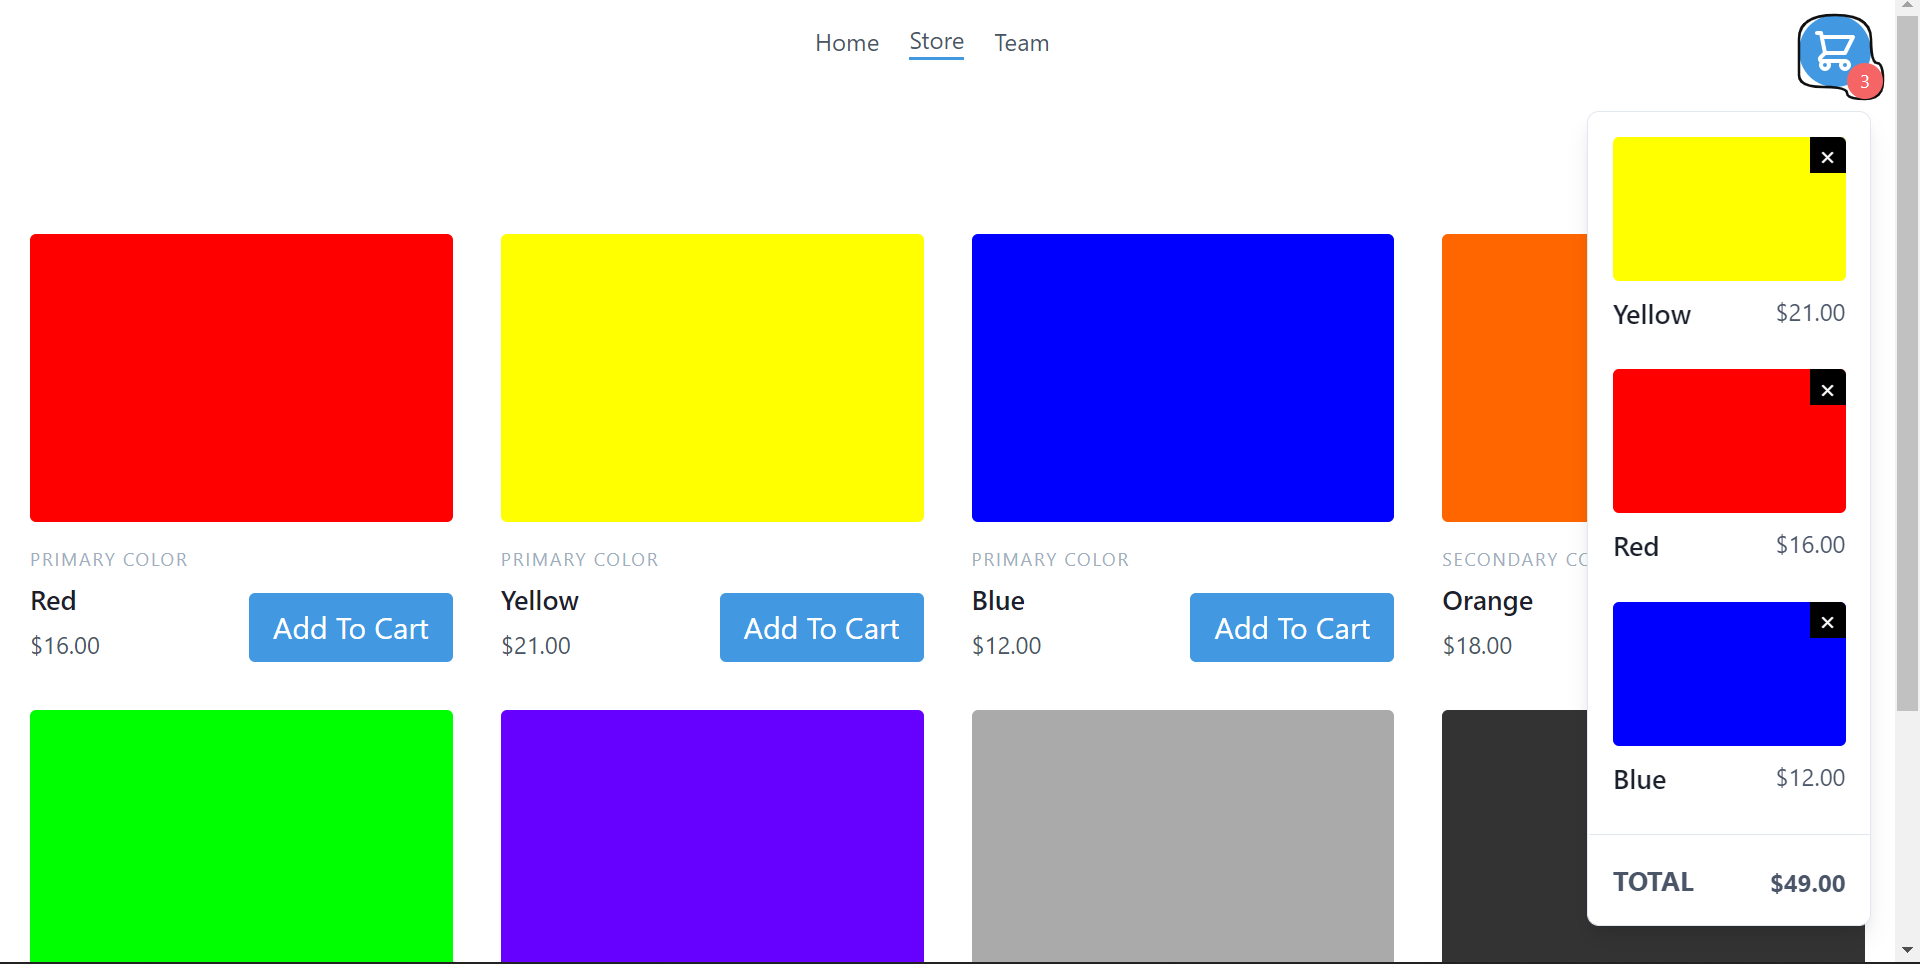 Home Store Team
3
×
Yellow $21.00
×
Red $16.00
×
Blue $12.00
TOTAL $49.00
PRIMARY COLOR
Red
$16.00
Add To Cart
PRIMARY COLOR
Yellow
$21.00
Add To Cart
PRIMARY COLOR
Blue
$12.00
Add To Cart
SECONDARY
Orange
$18.00